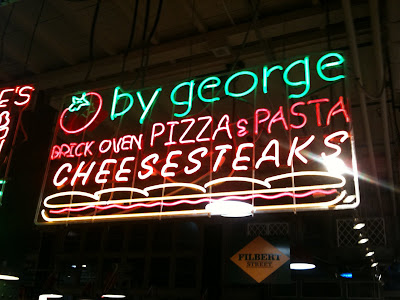 by george
BRICK OVEN PIZZA & PASTA
CHEESESTEAKS
E'S
FILBERT
STREET